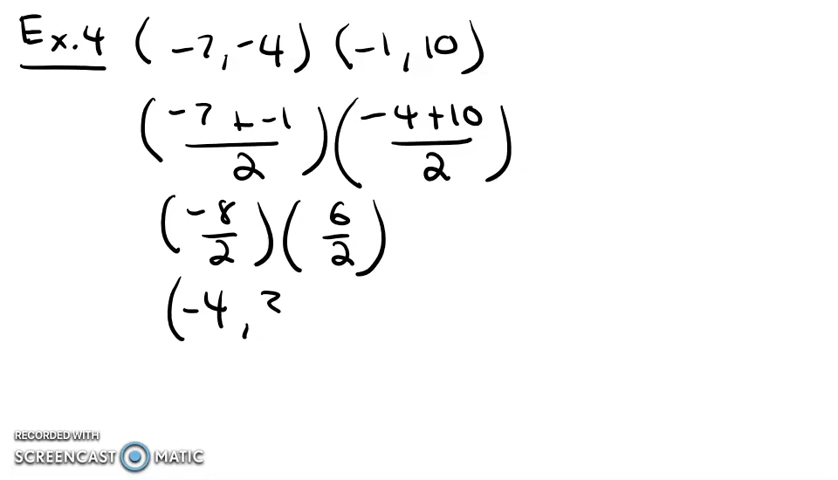 Ex.4 (-7, -4) (-1, 10)
(-7 + -1 / 2) (-4 + 10 / 2)
(-8/2) (6/2)
(-4,
RECORDED WITH
SCREENCAST MATIC